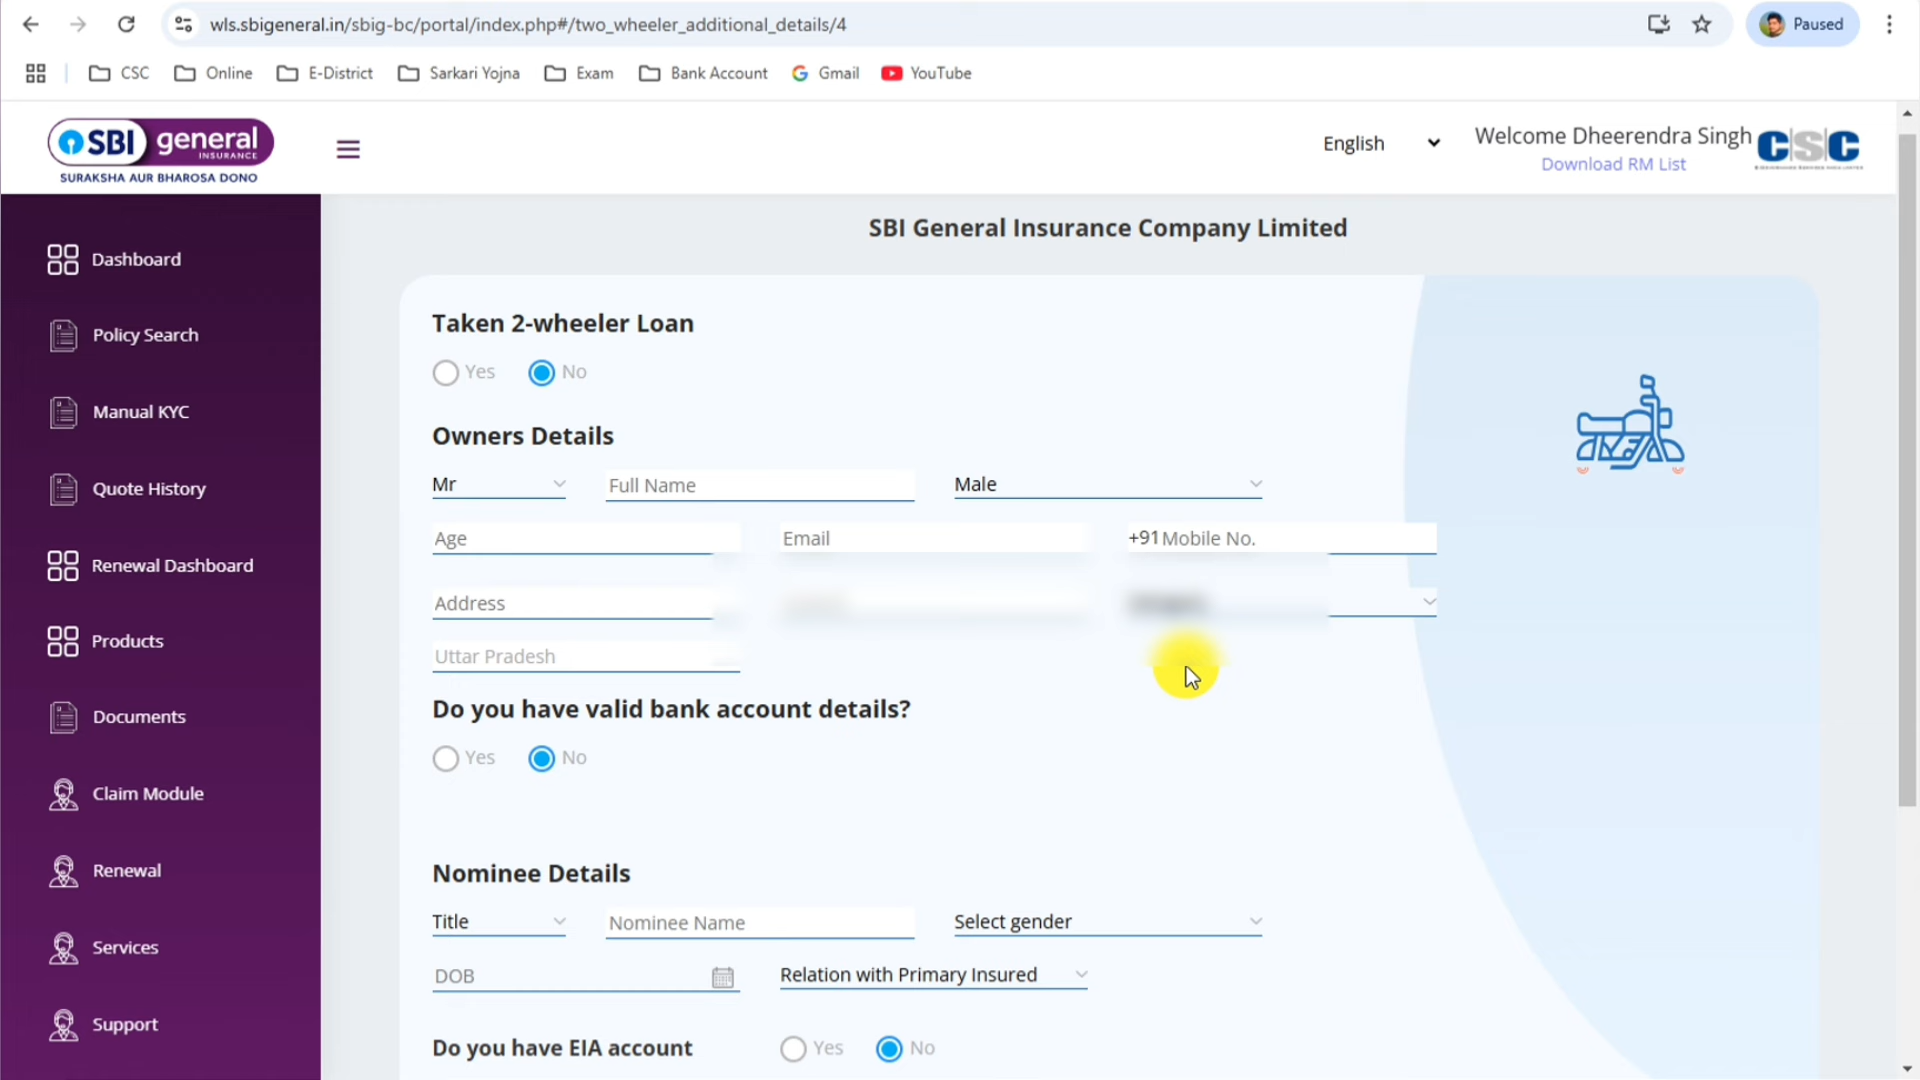 wls.sbigeneral.in/sbig-bc/portal/index.php#/two_wheeler_additional_details/4
Paused
CSC Online E-District Sarkari Yojna Exam Bank Account Gmail YouTube
SBI general
INSURANCE
SURAKSHA AUR BHAROSA DONO
English
Welcome Dheerendra Singh
Download RM List
CSC
SBI General Insurance Company Limited
Dashboard
Policy Search
Manual KYC
Quote History
Renewal Dashboard
Products
Documents
Claim Module
Renewal
Services
Support
Taken 2-wheeler Loan
Yes No
Owners Details
Mr Full Name Male
Age Email +91 Mobile No.
Address
Uttar Pradesh
Do you have valid bank account details?
Yes No
Nominee Details
Title Nominee Name Select gender
DOB Relation with Primary Insured
Do you have EIA account Yes No